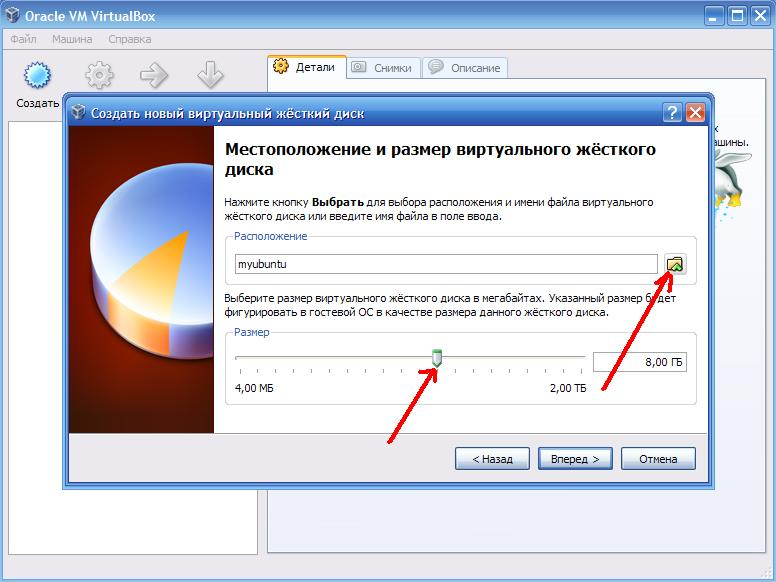 Oracle VM VirtualBox
Файл Машина Справка
Создать
Детали Снимки Описание
Создать новый виртуальный жёсткий диск
Местоположение и размер виртуального жёсткого
диска
Нажмите кнопку Выбрать для выбора расположения и имени файла виртуального
жёсткого диска или введите имя файла в поле ввода.
Расположение
myubuntu
Выберите размер виртуального жёсткого диска в мегабайтах. Указанный размер будет
фигурировать в гостевой ОС в качестве размера данного жёсткого диска.
Размер
8,00 ГБ
4,00 МБ 2,00 ТБ
< Назад Вперед > Отмена